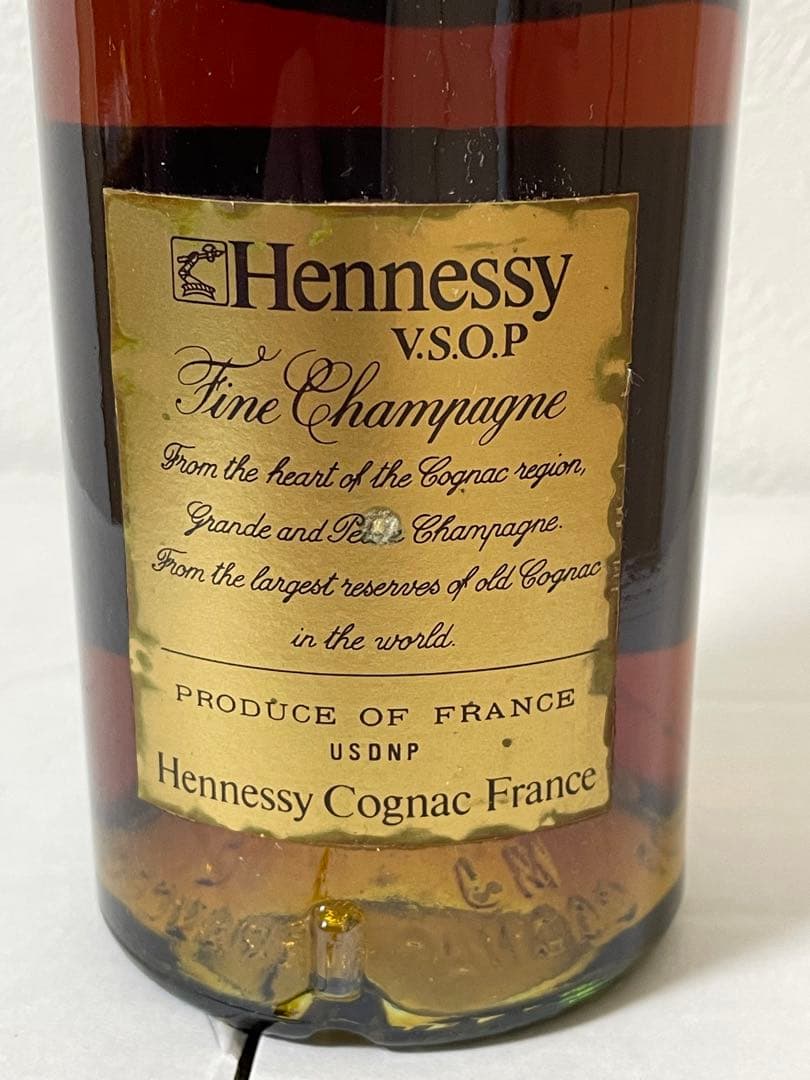 Hennessy
V.S.O.P
Fine Champagne
From the heart of the Cognac region,
Grande and Champagne.
From the largest reserves of old Cognac
in the world.
PRODUCE OF FRANCE
USDNP
Hennessy Cognac France